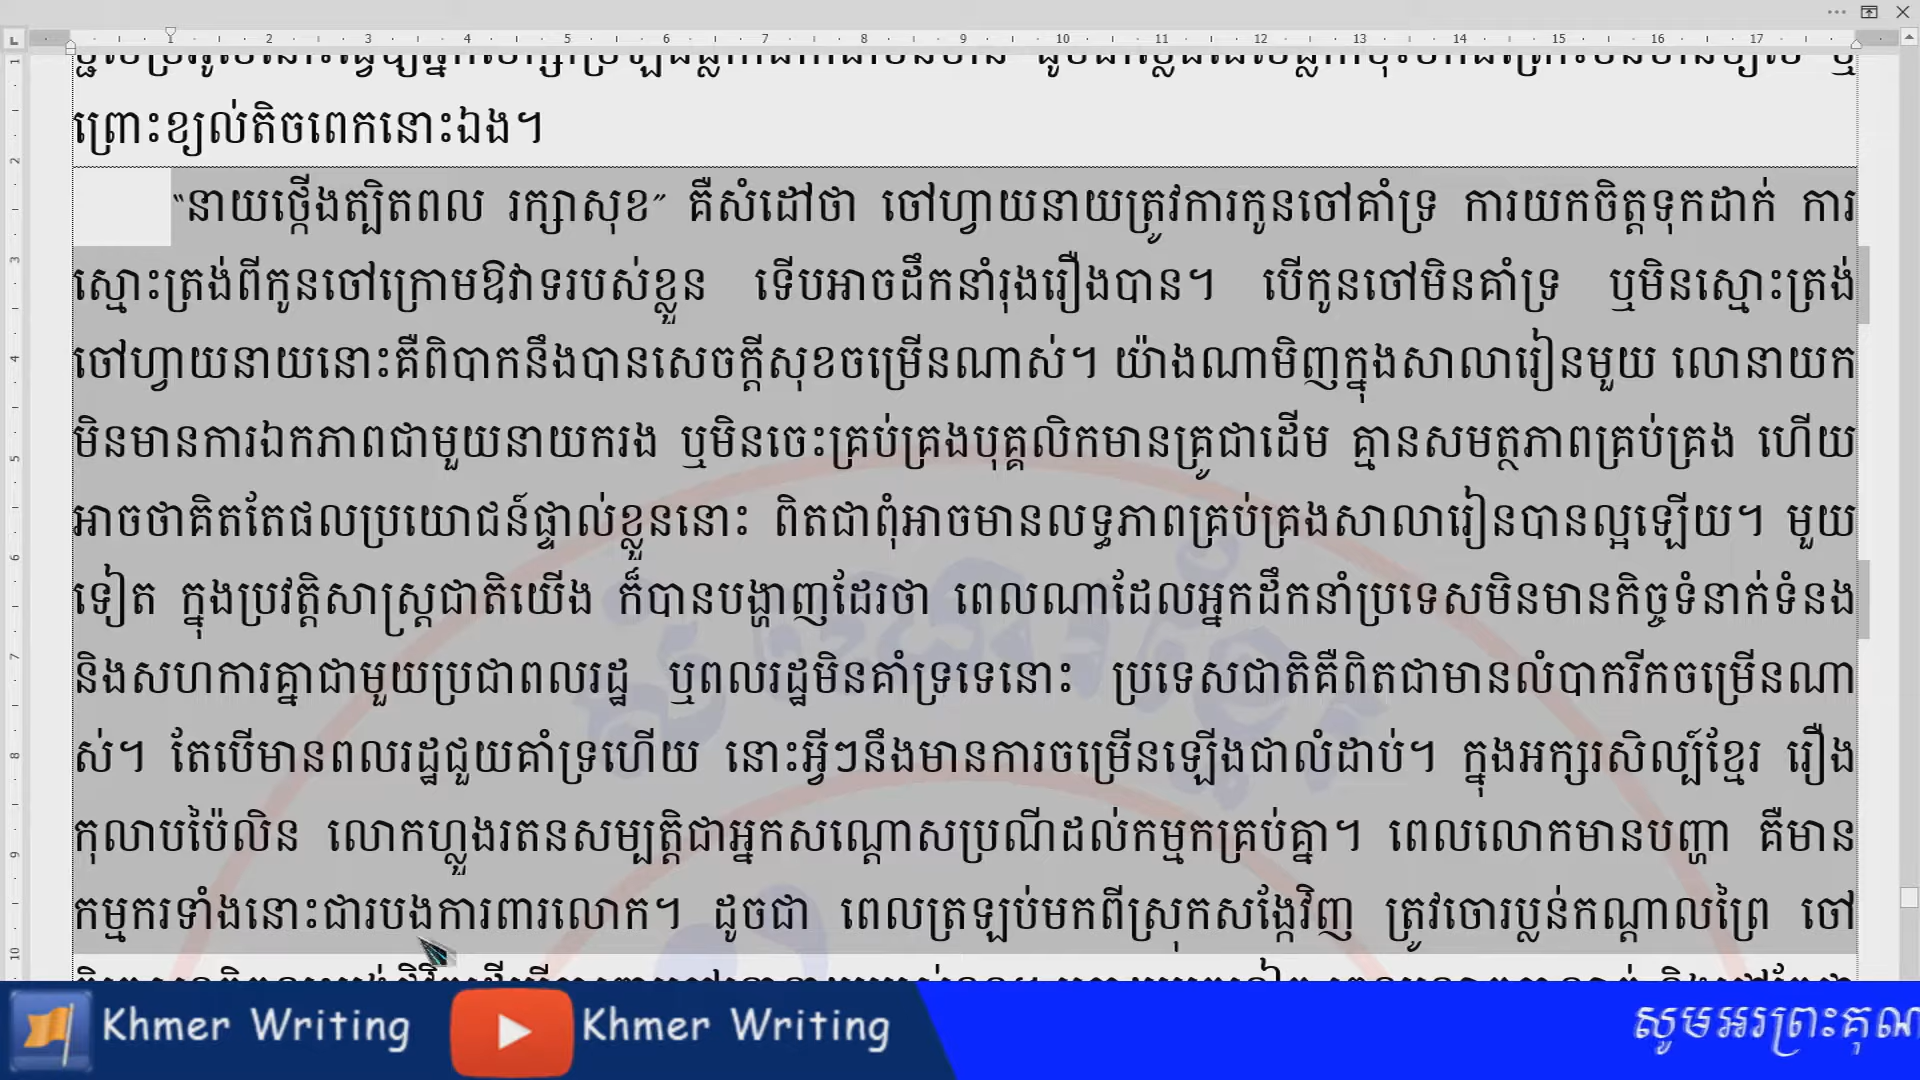 ព្រោះខ្យល់តិចពេកនោះឯង។
“នាយថ្កើងត្បិតពល រក្សាសុខ” គឺសំដៅថា ចៅហ្វាយនាយត្រូវការកូនចៅគាំទ្រ ការយកចិត្តទុកដាក់ ការ
ស្មោះត្រង់ពីកូនចៅក្រោមឱវាទរបស់ខ្លួន ទើបអាចដឹកនាំរុងរឿងបាន។ បើកូនចៅមិនគាំទ្រ ឬមិនស្មោះត្រង់
ចៅហ្វាយនាយនោះគឺពិបាកនឹងបានសេចក្តីសុខចម្រើនណាស់។ យ៉ាងណាមិញក្នុងសាលារៀនមួយ លោនាយក
មិនមានការឯកភាពជាមួយនាយករង ឬមិនចេះគ្រប់គ្រងបុគ្គលិកមានគ្រូជាដើម គ្មានសមត្ថភាពគ្រប់គ្រង ហើយ
អាចថាគិតតែផលប្រយោជន៍ផ្ទាល់ខ្លួននោះ ពិតជាពុំអាចមានលទ្ធភាពគ្រប់គ្រងសាលារៀនបានល្អឡើយ។ មួយ
ទៀត ក្នុងប្រវត្តិសាស្ត្រជាតិយើង ក៏បានបង្ហាញដែរថា ពេលណាដែលអ្នកដឹកនាំប្រទេសមិនមានកិច្ចទំនាក់ទំនង
និងសហការគ្នាជាមួយប្រជាពលរដ្ឋ ឬពលរដ្ឋមិនគាំទ្រទេនោះ ប្រទេសជាតិគឺពិតជាមានលំបាករីកចម្រើនណា
ស់។ តែបើមានពលរដ្ឋជួយគាំទ្រហើយ នោះអ្វីៗនឹងមានការចម្រើនឡើងជាលំដាប់។ ក្នុងអក្សរសិល្ប៍ខ្មែរ រឿង
កុលាបប៉ៃលិន លោកហ្លួងរតនសម្បត្តិជាអ្នកសណ្តោសប្រណីដល់កម្មកគ្រប់គ្នា។ ពេលលោកមានបញ្ហា គឺមាន
កម្មករទាំងនោះជារបងការពារលោក។ ដូចជា ពេលត្រឡប់មកពីស្រុកសង្កែវិញ ត្រូវចោរប្លន់កណ្តាលព្រៃ ចៅ
Khmer Writing
Khmer Writing
សូមអរព្រះគុណ